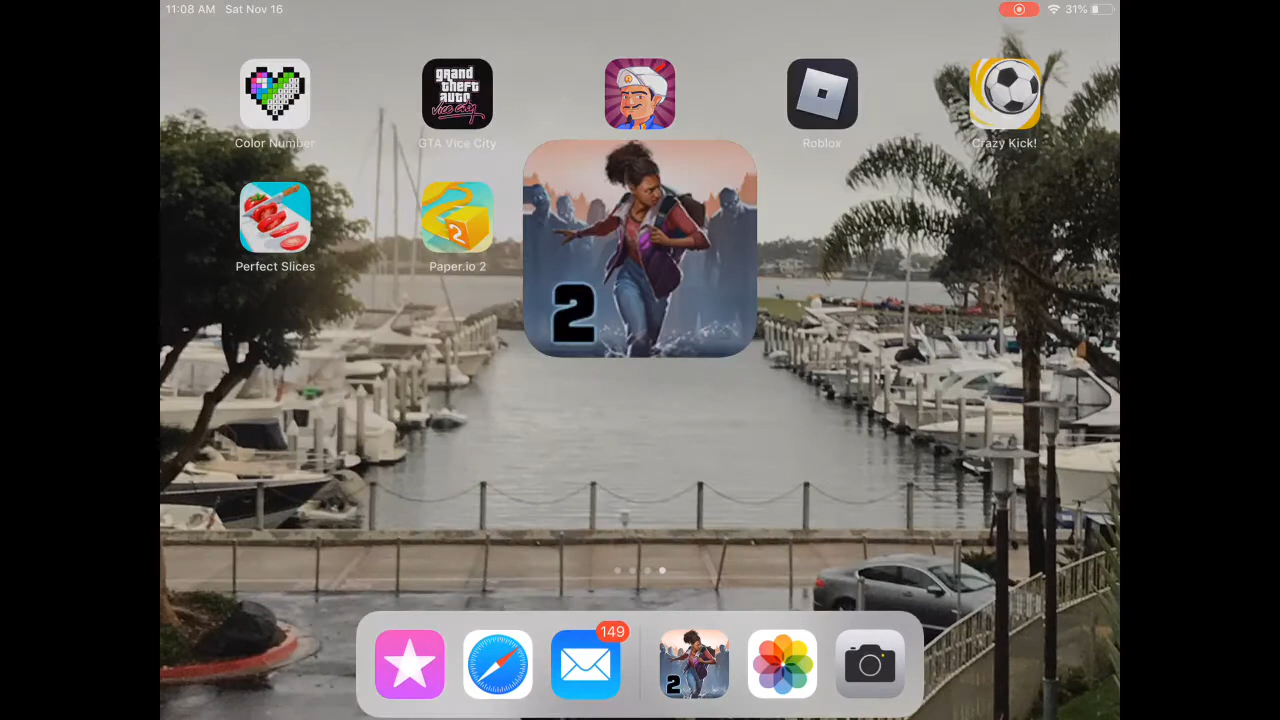 11:08 AM Sat Nov 16
31%
grand
theft
auto
Vice City
Color Number
GTA Vice City
Roblox
Crazy Kick!
2
2
Perfect Slices
Paper.io 2
149
2